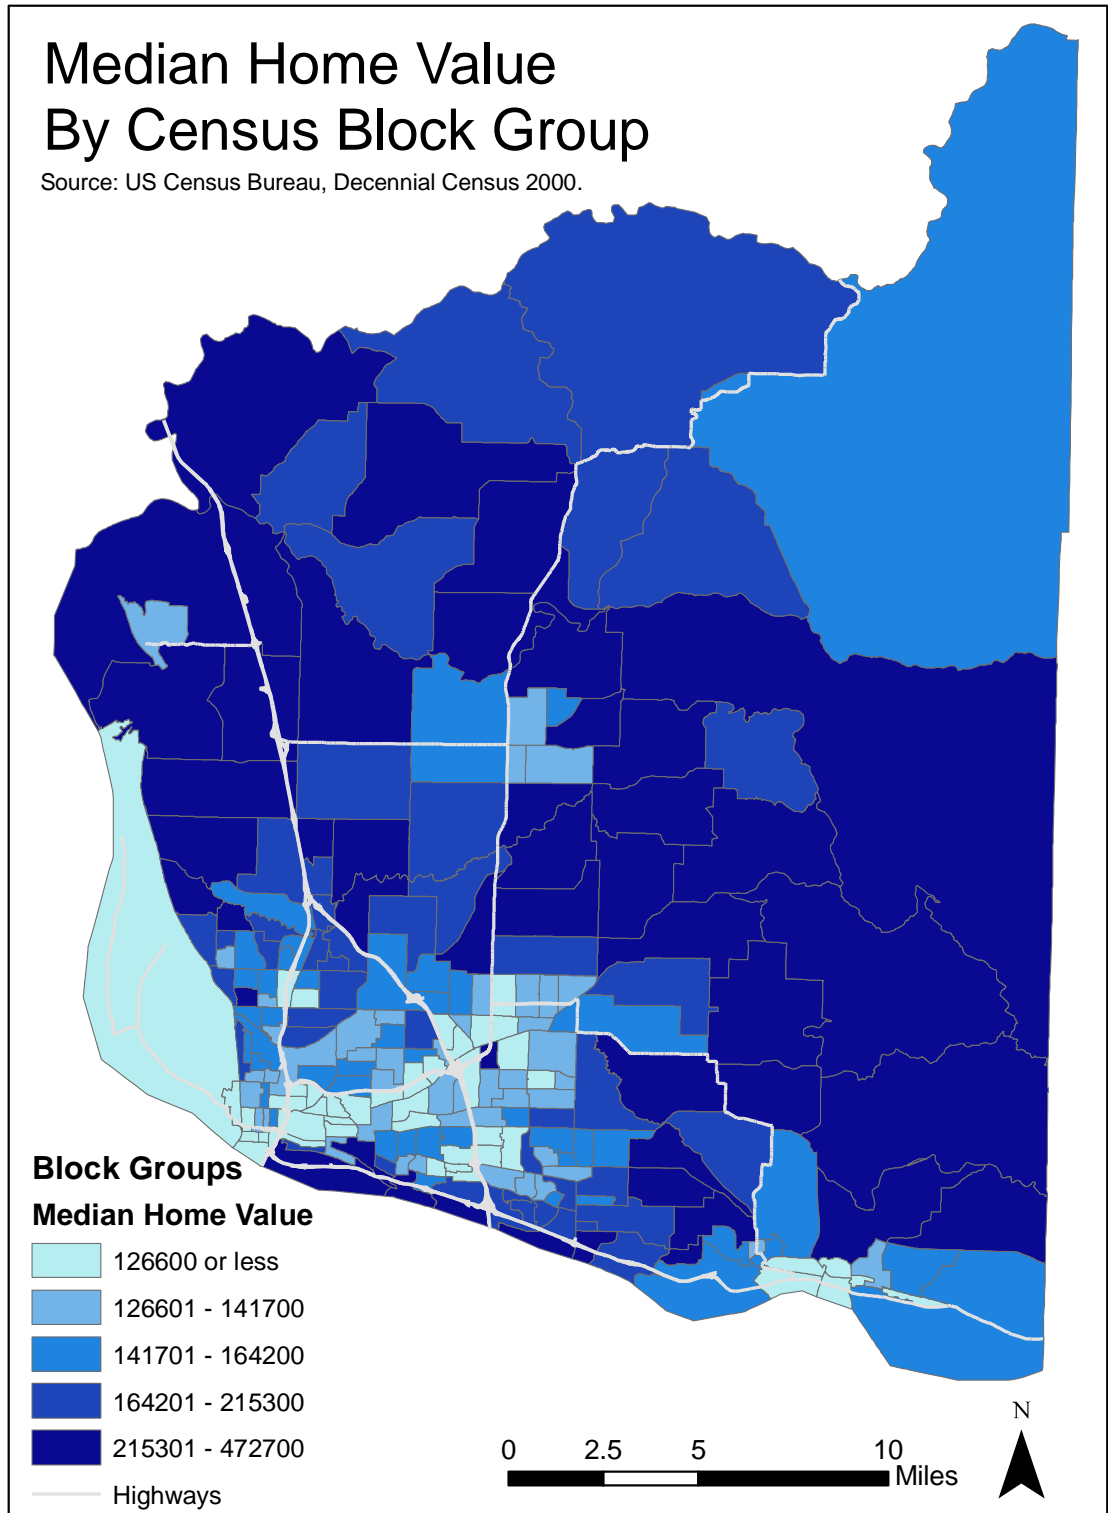 Median Home Value
By Census Block Group
Source: US Census Bureau, Decennial Census 2000.
Block Groups
Median Home Value
126600 or less
126601 - 141700
141701 - 164200
164201 - 215300
215301 - 472700
Highways
0 2.5 5 10
Miles
N